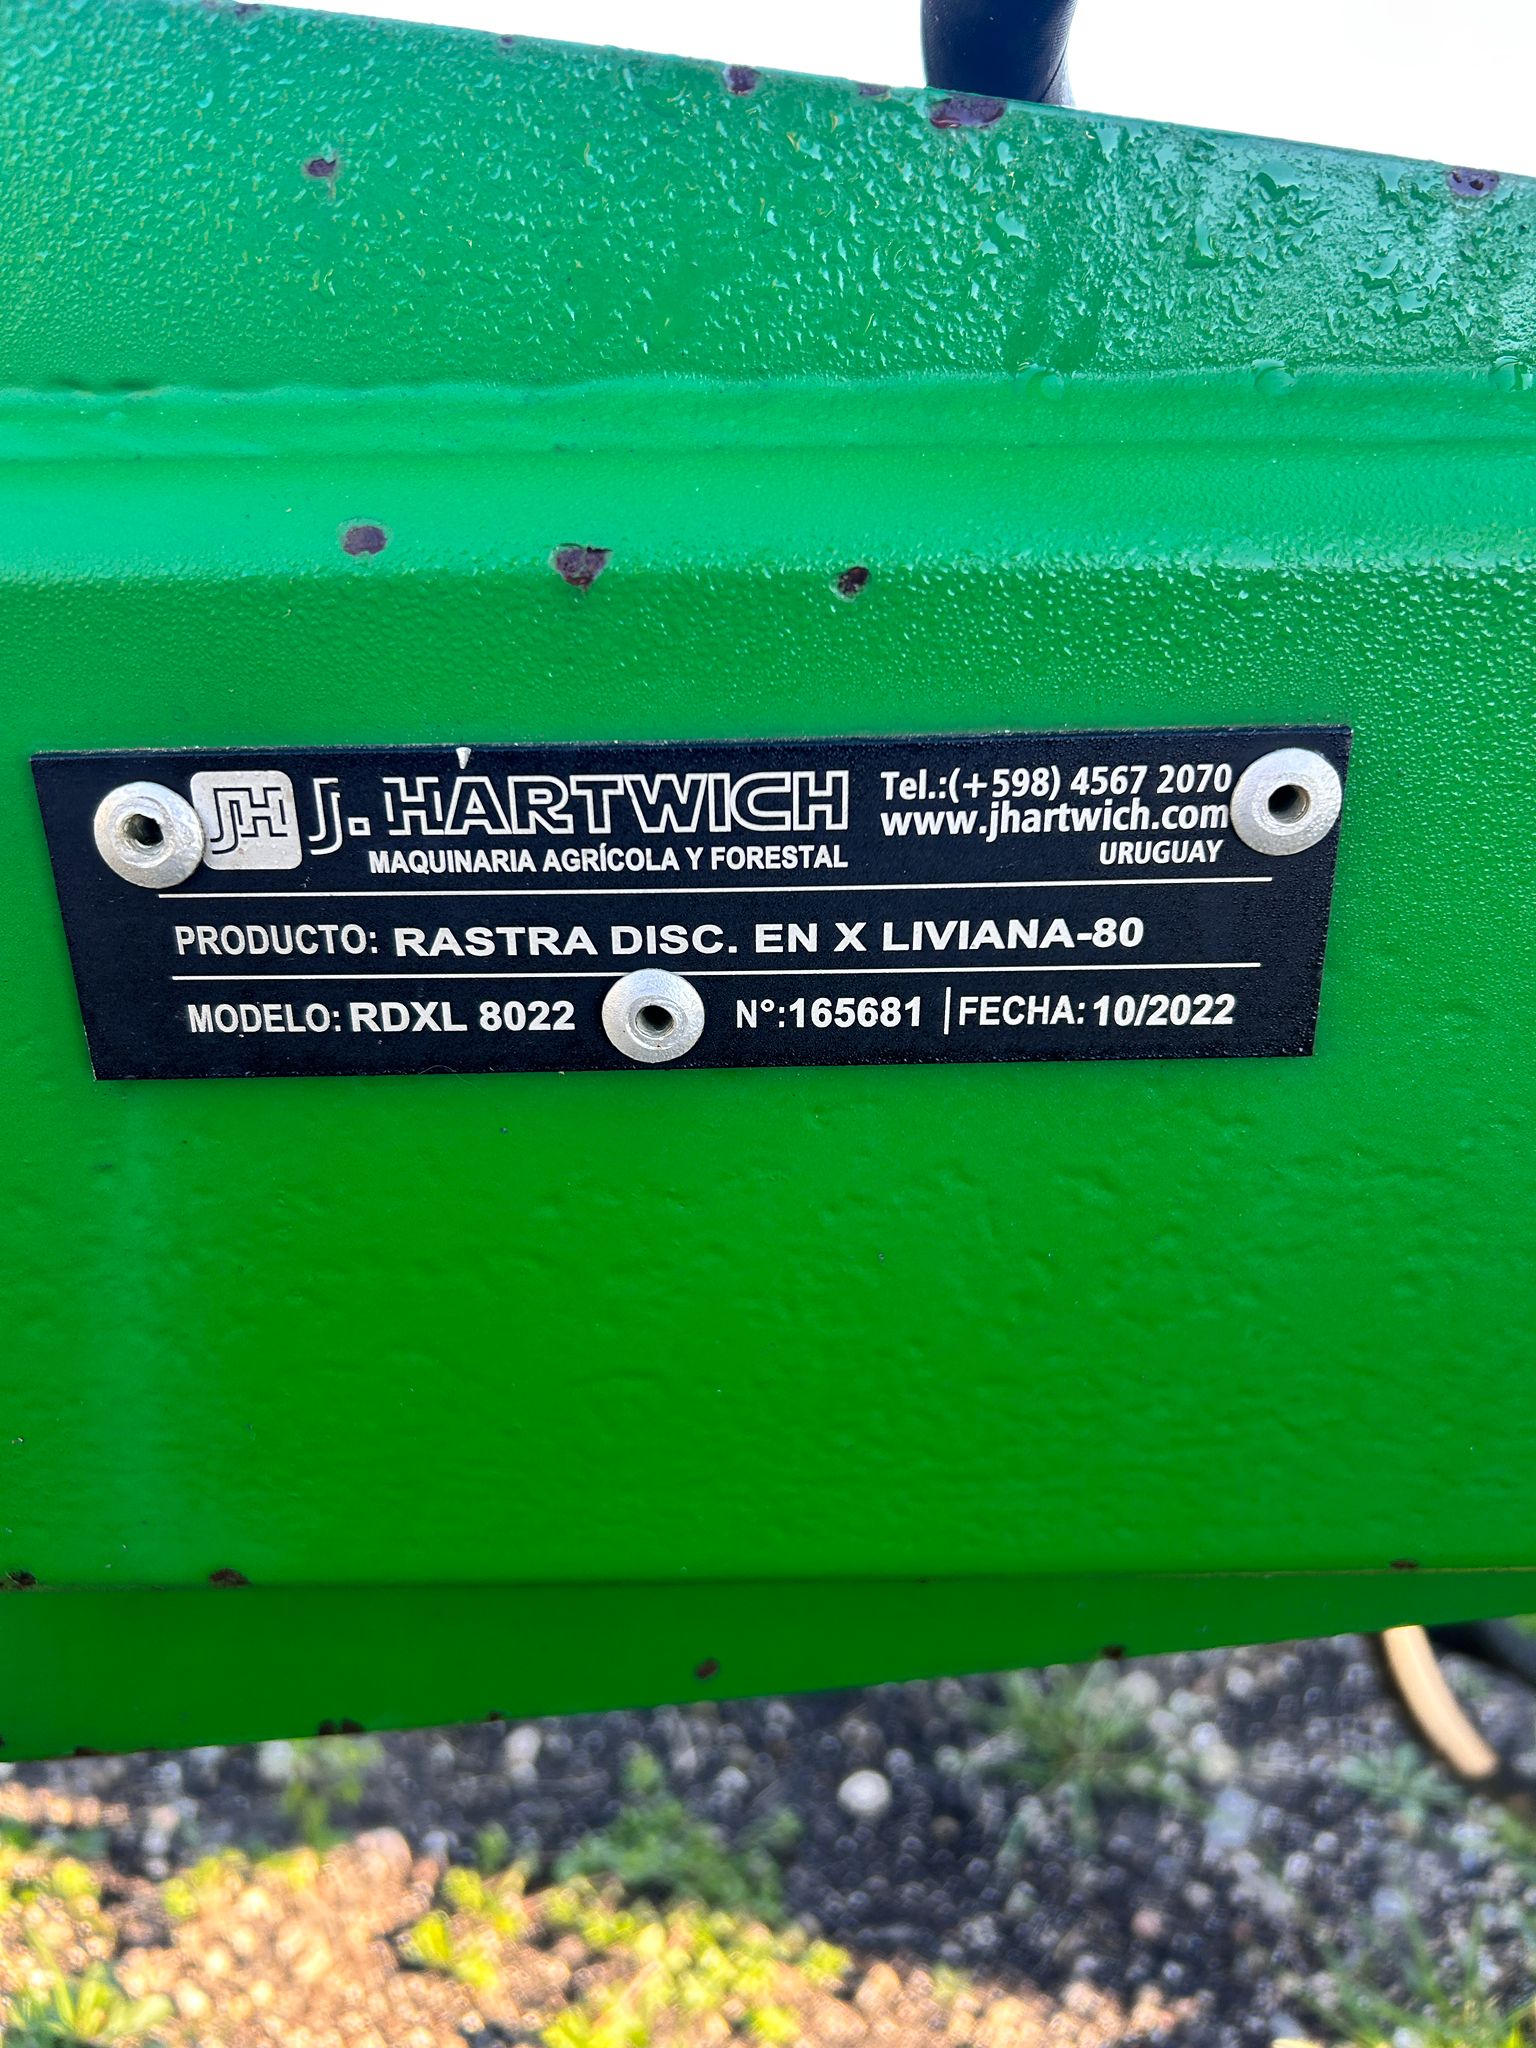 JH J. HARTWICH
MAQUINARIA AGRÍCOLA Y FORESTAL
Tel.:(+598) 4567 2070
www.jhartwich.com
URUGUAY
PRODUCTO: RASTRA DISC. EN X LIVIANA-80
MODELO: RDXL 8022 N°:165681 | FECHA: 10/2022